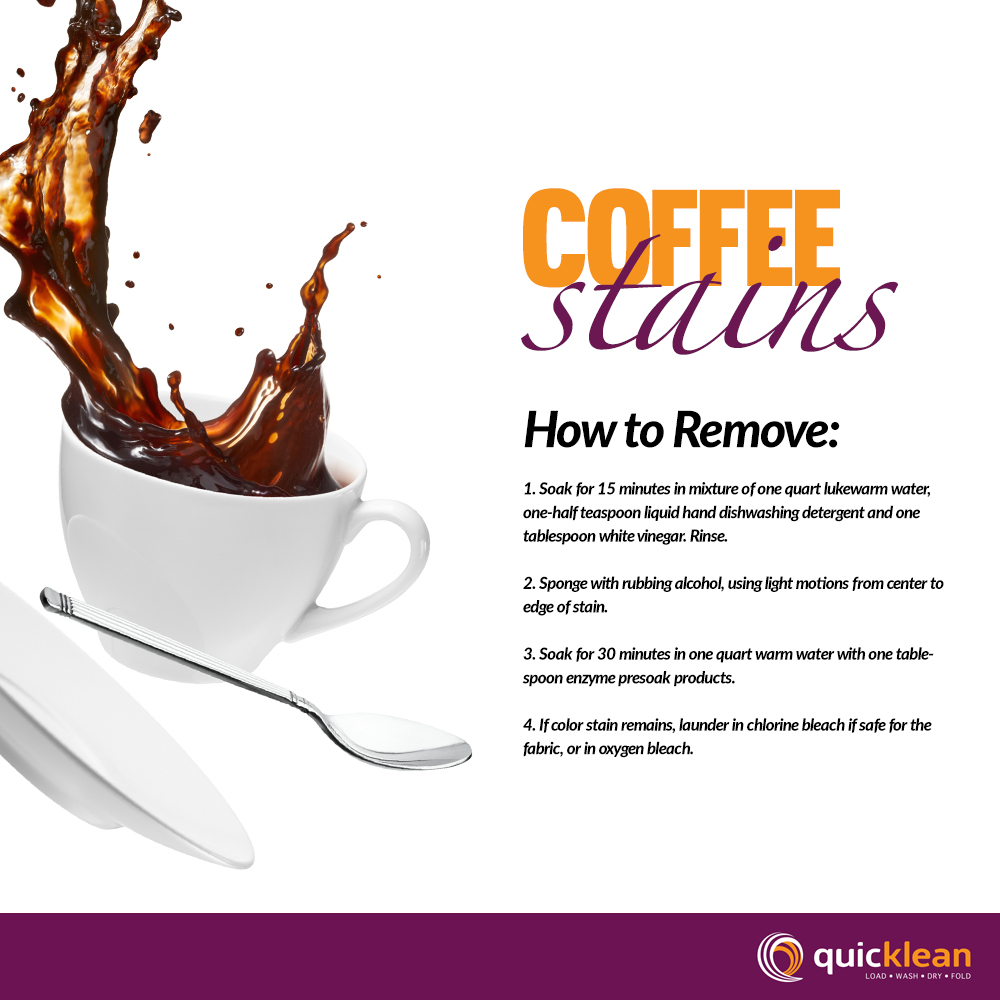 COFFEE
stains
How to Remove:
1. Soak for 15 minutes in mixture of one quart lukewarm water,
one-half teaspoon liquid hand dishwashing detergent and one
tablespoon white vinegar. Rinse.
2. Sponge with rubbing alcohol, using light motions from center to
edge of stain.
3. Soak for 30 minutes in one quart warm water with one table-
spoon enzyme presoak products.
4. If color stain remains, launder in chlorine bleach if safe for the
fabric, or in oxygen bleach.
quicklean
LOAD • WASH • DRY • FOLD